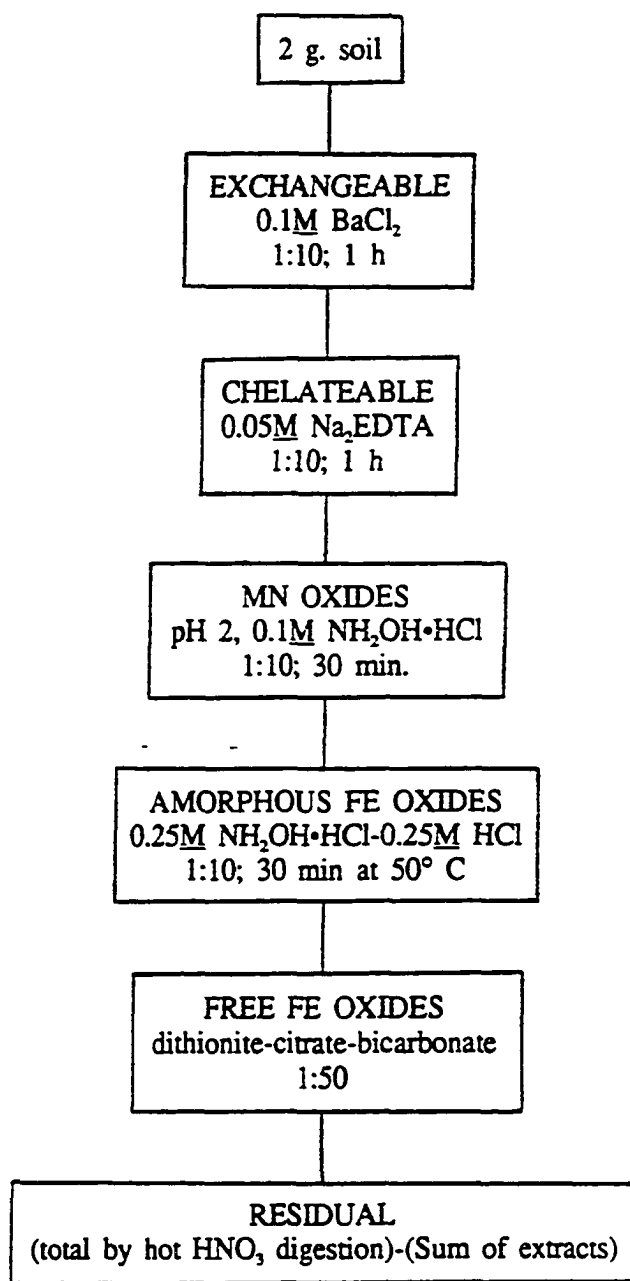 2 g. soil
EXCHANGEABLE
0.1M BaCl₂
1:10; 1 h
CHELATEABLE
0.05M Na₂EDTA
1:10; 1 h
MN OXIDES
pH 2, 0.1M NH₂OH•HCl
1:10; 30 min.
AMORPHOUS FE OXIDES
0.25M NH₂OH•HCl-0.25M HCl
1:10; 30 min at 50° C
FREE FE OXIDES
dithionite-citrate-bicarbonate
1:50
RESIDUAL
(total by hot HNO₃ digestion)-(Sum of extracts)